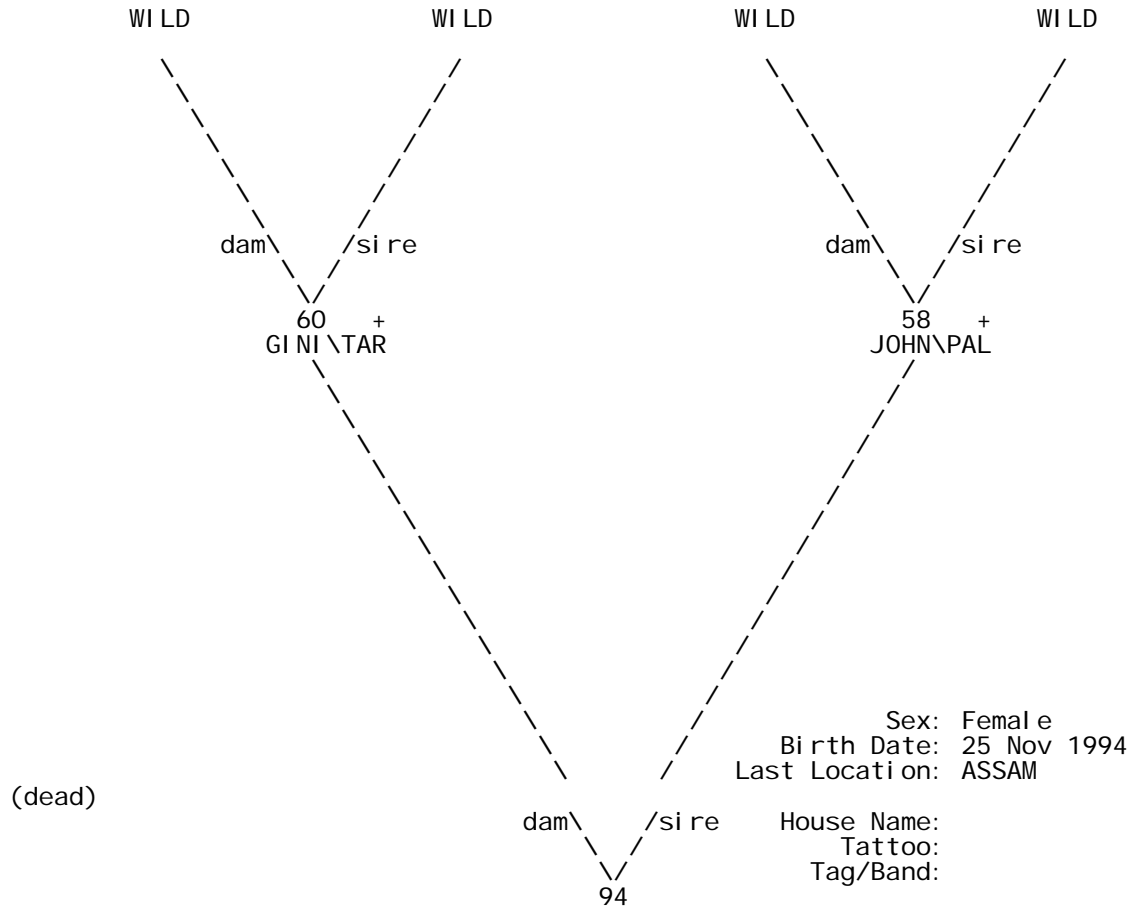 WILD WILD WILD WILD
dam sire dam sire
60 + 58 +
GINI\TAR JOHN\PAL
Sex: Female
Birth Date: 25 Nov 1994
Last Location: ASSAM
(dead)
dam sire House Name:
Tattoo:
Tag/Band:
94